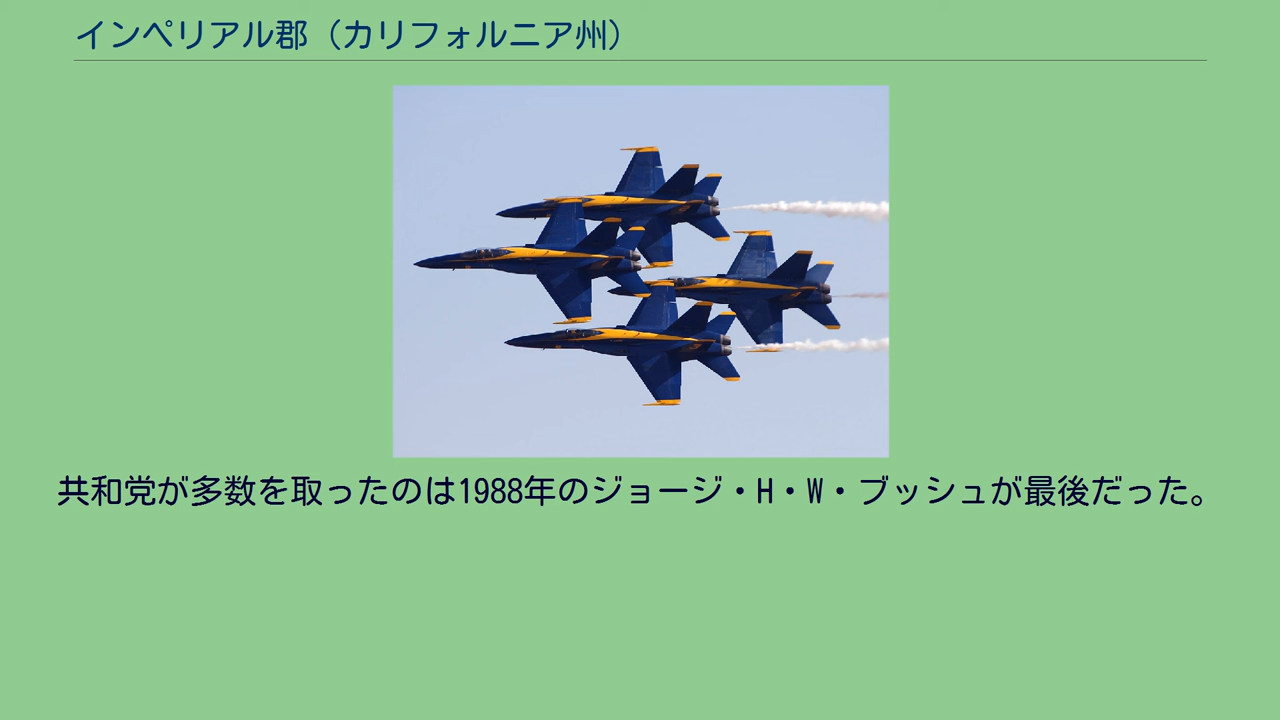 インペリアル郡（カリフォルニア州）
共和党が多数を取ったのは1988年のジョージ・H・W・ブッシュが最後だった。